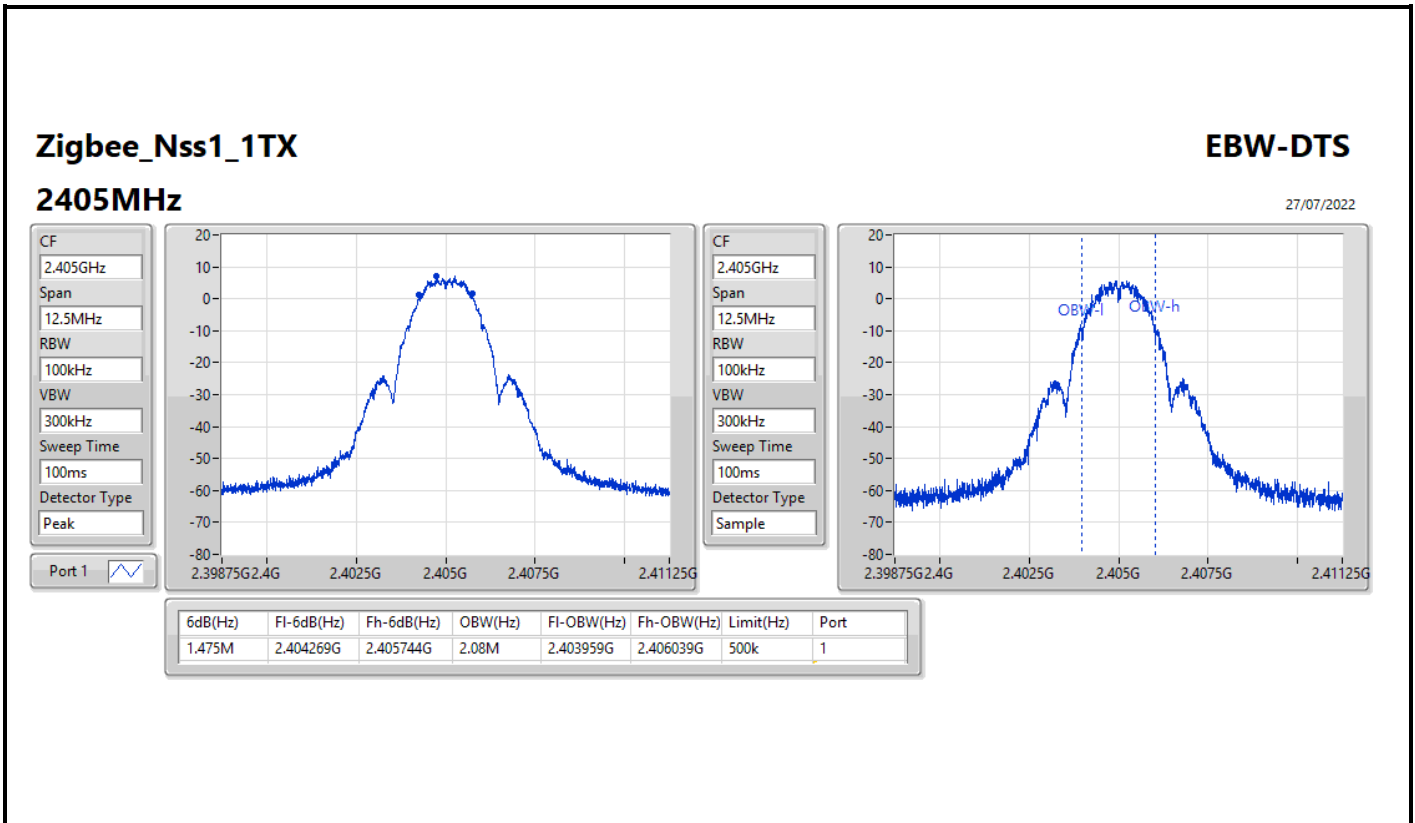 Zigbee_Nss1_1TX
EBW-DTS
2405MHz
27/07/2022
CF
2.405GHz
Span
12.5MHz
RBW
100kHz
VBW
300kHz
Sweep Time
100ms
Detector Type
Peak
Port 1
20
10
0
-10
-20
-30
-40
-50
-60
-70
-80
2.39875G 2.4G 2.4025G 2.405G 2.4075G 2.41125G
CF
2.405GHz
Span
12.5MHz
RBW
100kHz
VBW
300kHz
Sweep Time
100ms
Detector Type
Sample
20
10
0
-10
-20
-30
-40
-50
-60
-70
-80
OBW-l OBW-h
2.39875G 2.4G 2.4025G 2.405G 2.4075G 2.41125G
6dB(Hz) Fl-6dB(Hz) Fh-6dB(Hz) OBW(Hz) Fl-OBW(Hz) Fh-OBW(Hz) Limit(Hz) Port
1.475M 2.404269G 2.405744G 2.08M 2.403959G 2.406039G 500k 1